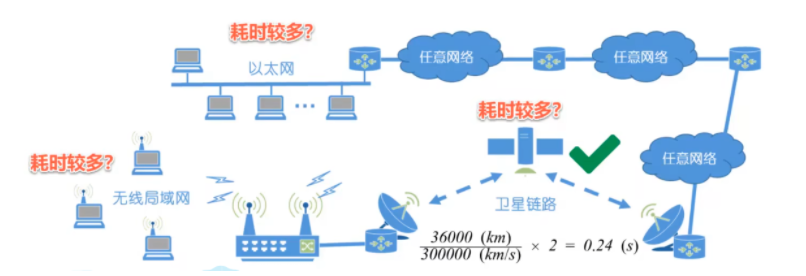 耗时较多?
以太网
任意网络
任意网络
耗时较多?
耗时较多?
任意网络
无线局域网
卫星链路
36000 (km)
300000 (km/s) × 2 = 0.24 (s)